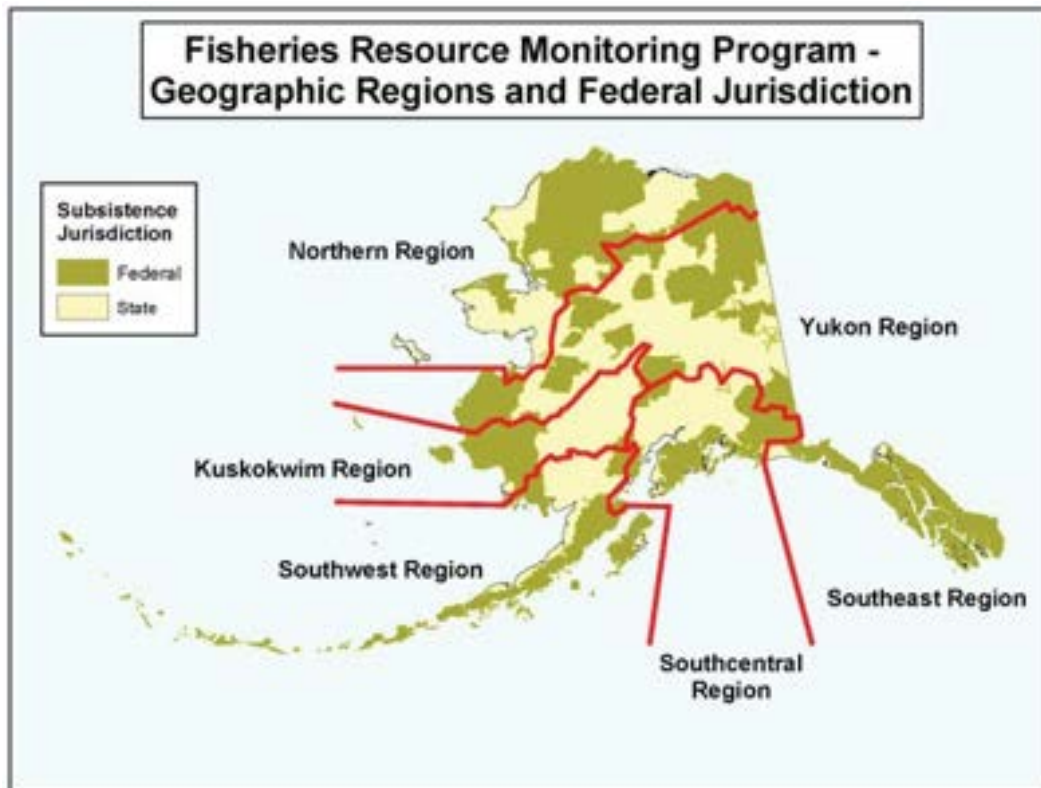 Fisheries Resource Monitoring Program -
Geographic Regions and Federal Jurisdiction
Subsistence
Jurisdiction
Federal
State
Northern Region
Yukon Region
Kuskokwim Region
Southwest Region
Southeast Region
Southcentral
Region